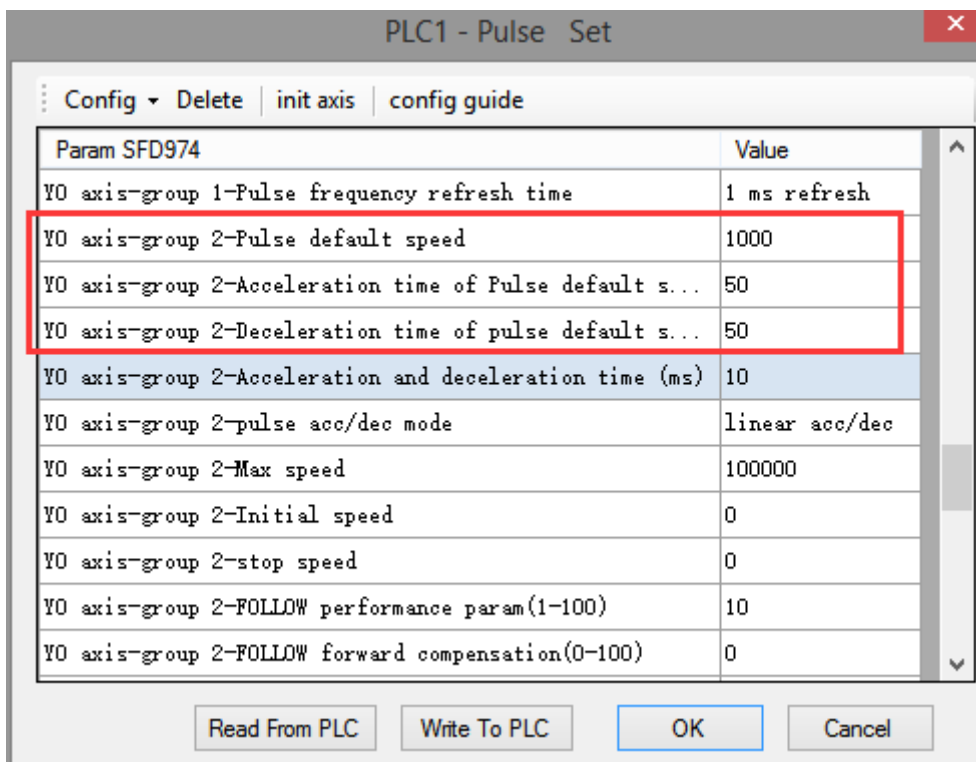 PLC1 - Pulse Set
Config Delete init axis config guide
Param SFD974 Value
Y0 axis-group 1-Pulse frequency refresh time 1 ms refresh
Y0 axis-group 2-Pulse default speed 1000
Y0 axis-group 2-Acceleration time of Pulse default s... 50
Y0 axis-group 2-Deceleration time of pulse default s... 50
Y0 axis-group 2-Acceleration and deceleration time (ms) 10
Y0 axis-group 2-pulse acc/dec mode linear acc/dec
Y0 axis-group 2-Max speed 100000
Y0 axis-group 2-Initial speed 0
Y0 axis-group 2-stop speed 0
Y0 axis-group 2-FOLLOW performance param(1-100) 10
Y0 axis-group 2-FOLLOW forward compensation(0-100) 0
Read From PLC Write To PLC OK Cancel